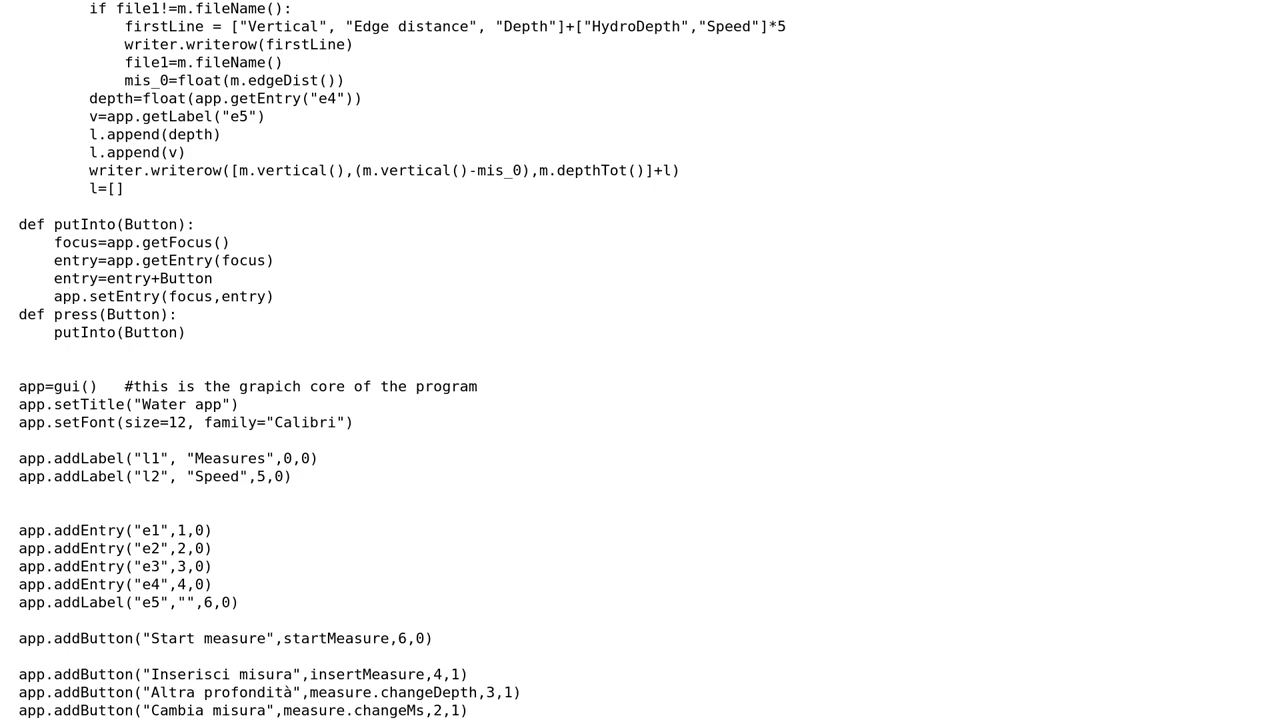 if file1!=m.fileName():
            firstLine = ["Vertical", "Edge distance", "Depth"]+["HydroDepth","Speed"]*5
            writer.writerow(firstLine)
            file1=m.fileName()
            mis_0=float(m.edgeDist())
        depth=float(app.getEntry("e4"))
        v=app.getLabel("e5")
        l.append(depth)
        l.append(v)
        writer.writerow([m.vertical(),(m.vertical()-mis_0),m.depthTot()]+l)
        l=[]

def putInto(Button):
    focus=app.getFocus()
    entry=app.getEntry(focus)
    entry=entry+Button
    app.setEntry(focus,entry)
def press(Button):
    putInto(Button)


app=gui()   #this is the grapich core of the program
app.setTitle("Water app")
app.setFont(size=12, family="Calibri")

app.addLabel("l1", "Measures",0,0)
app.addLabel("l2", "Speed",5,0)


app.addEntry("e1",1,0)
app.addEntry("e2",2,0)
app.addEntry("e3",3,0)
app.addEntry("e4",4,0)
app.addLabel("e5","",6,0)

app.addButton("Start measure",startMeasure,6,0)

app.addButton("Inserisci misura",insertMeasure,4,1)
app.addButton("Altra profondità",measure.changeDepth,3,1)
app.addButton("Cambia misura",measure.changeMs,2,1)